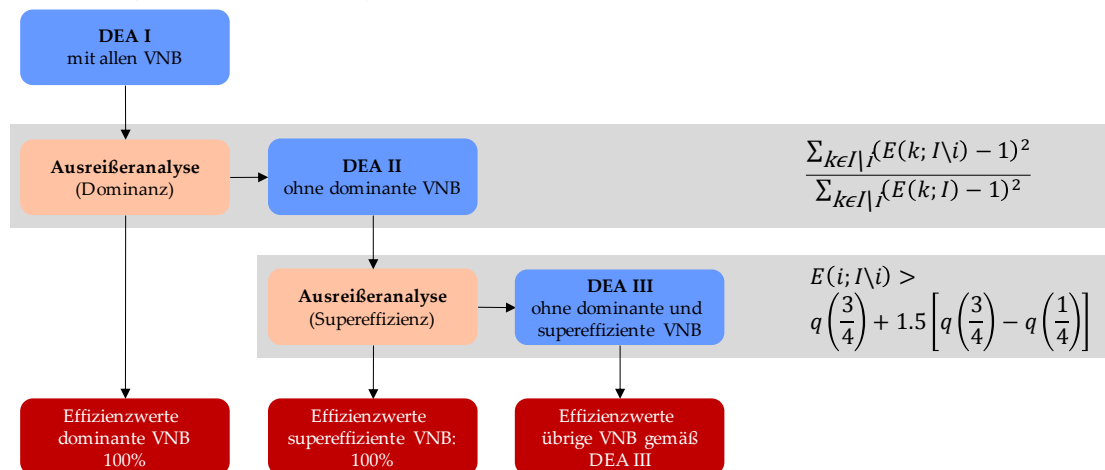 DEA I
mit allen VNB
Ausreißeranalyse
(Dominanz)
DEA II
ohne dominante VNB
∑_{kϵI\i}(E(k; I\i) − 1)²
∑_{kϵI\i}(E(k; I) − 1)²
Ausreißeranalyse
(Supereffizienz)
DEA III
ohne dominante und
supereffiziente VNB
E(i; I\i) >
q(3/4) + 1.5 [q(3/4) − q(1/4)]
Effizienzwerte
dominante VNB
100%
Effizienzwerte
supereffiziente VNB:
100%
Effizienzwerte
übrige VNB gemäß
DEA III